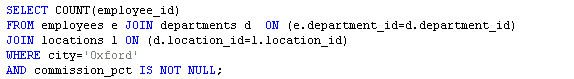 SELECT COUNT(employee_id)
FROM employees e JOIN departments d  ON (e.department_id=d.department_id)
JOIN locations l ON (d.location_id=l.location_id)
WHERE city='Oxford'
AND commission_pct IS NOT NULL;